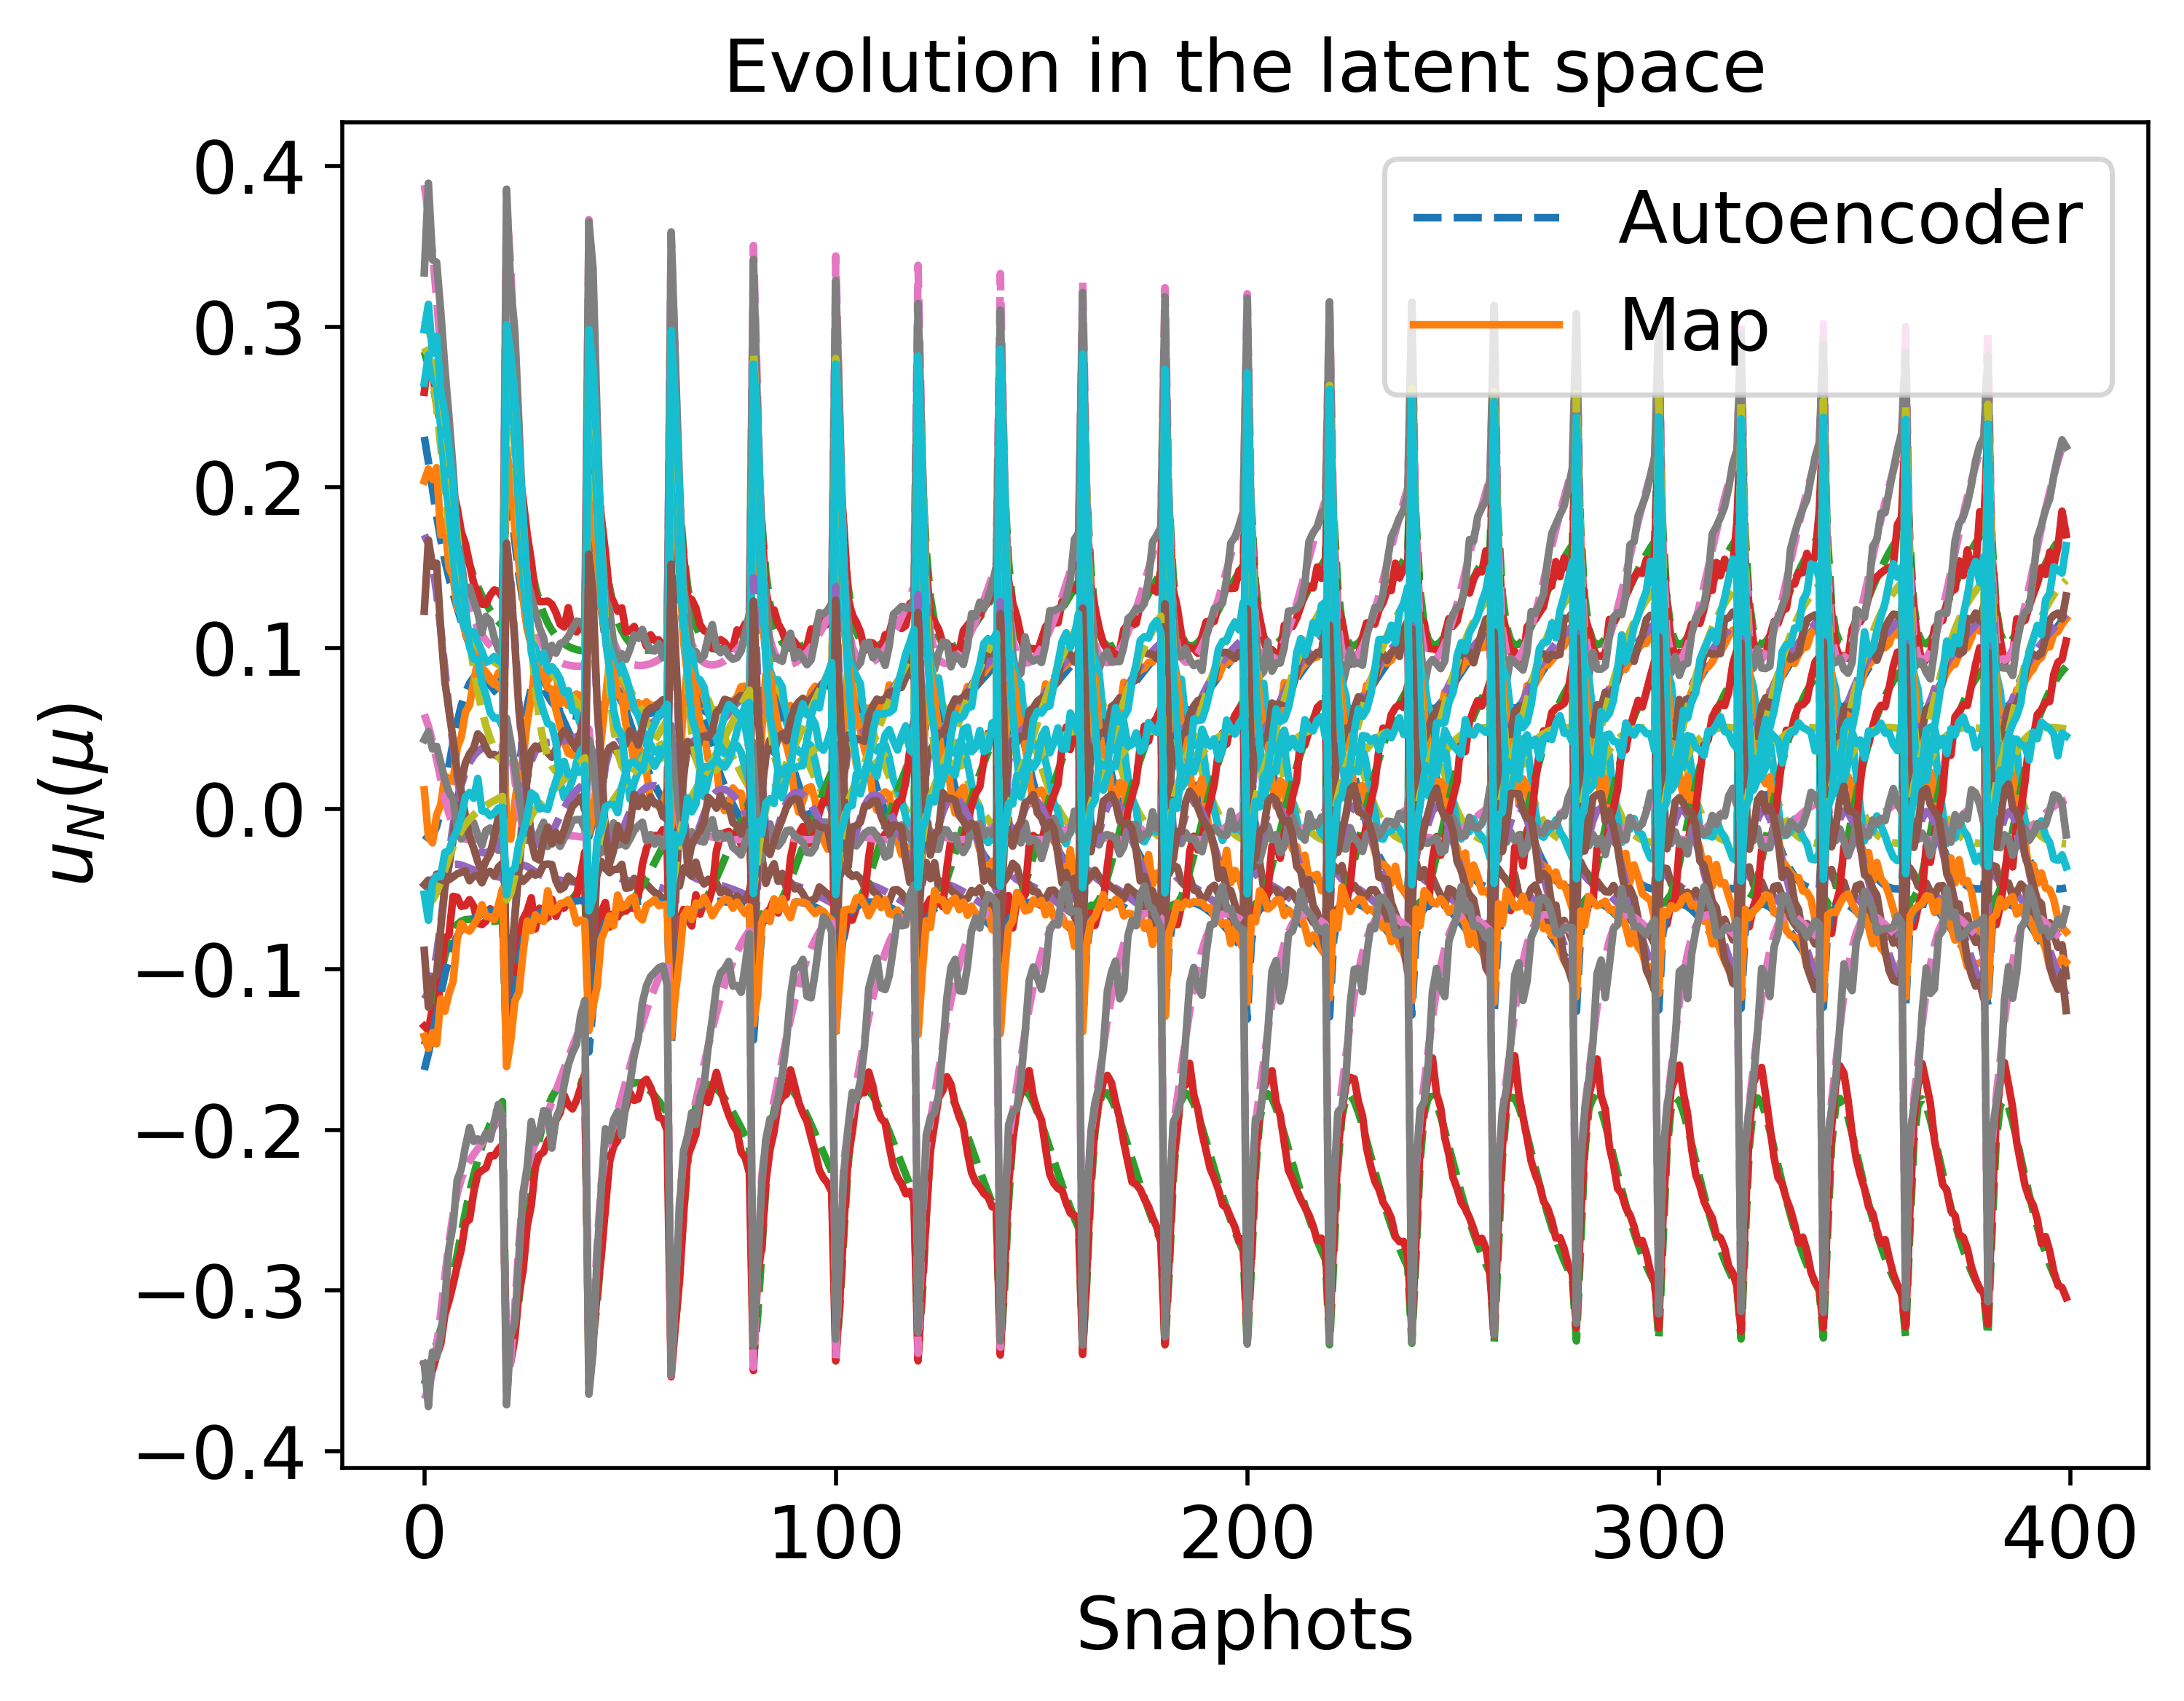 Evolution in the latent space
Autoencoder
Map
0.4
0.3
0.2
0.1
0.0
−0.1
−0.2
−0.3
−0.4
u_N(μ)
0 100 200 300 400
Snaphots